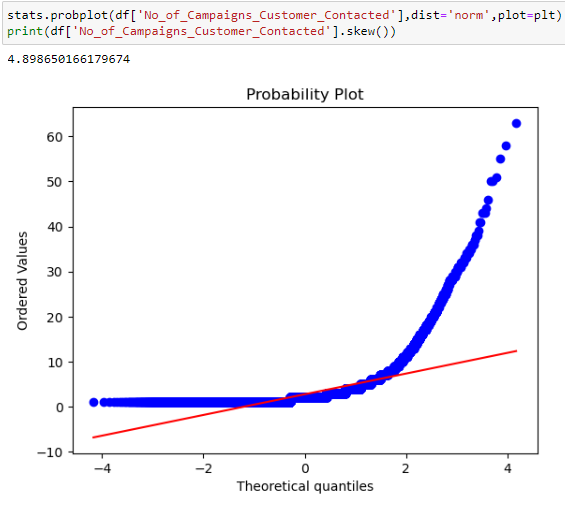 stats.probplot(df['No_of_Campaigns_Customer_Contacted'],dist='norm',plot=plt)
print(df['No_of_Campaigns_Customer_Contacted'].skew())
4.898650166179674
Probability Plot
60
50
40
30
20
10
0
−10
Ordered Values
−4
−2
0
2
4
Theoretical quantiles